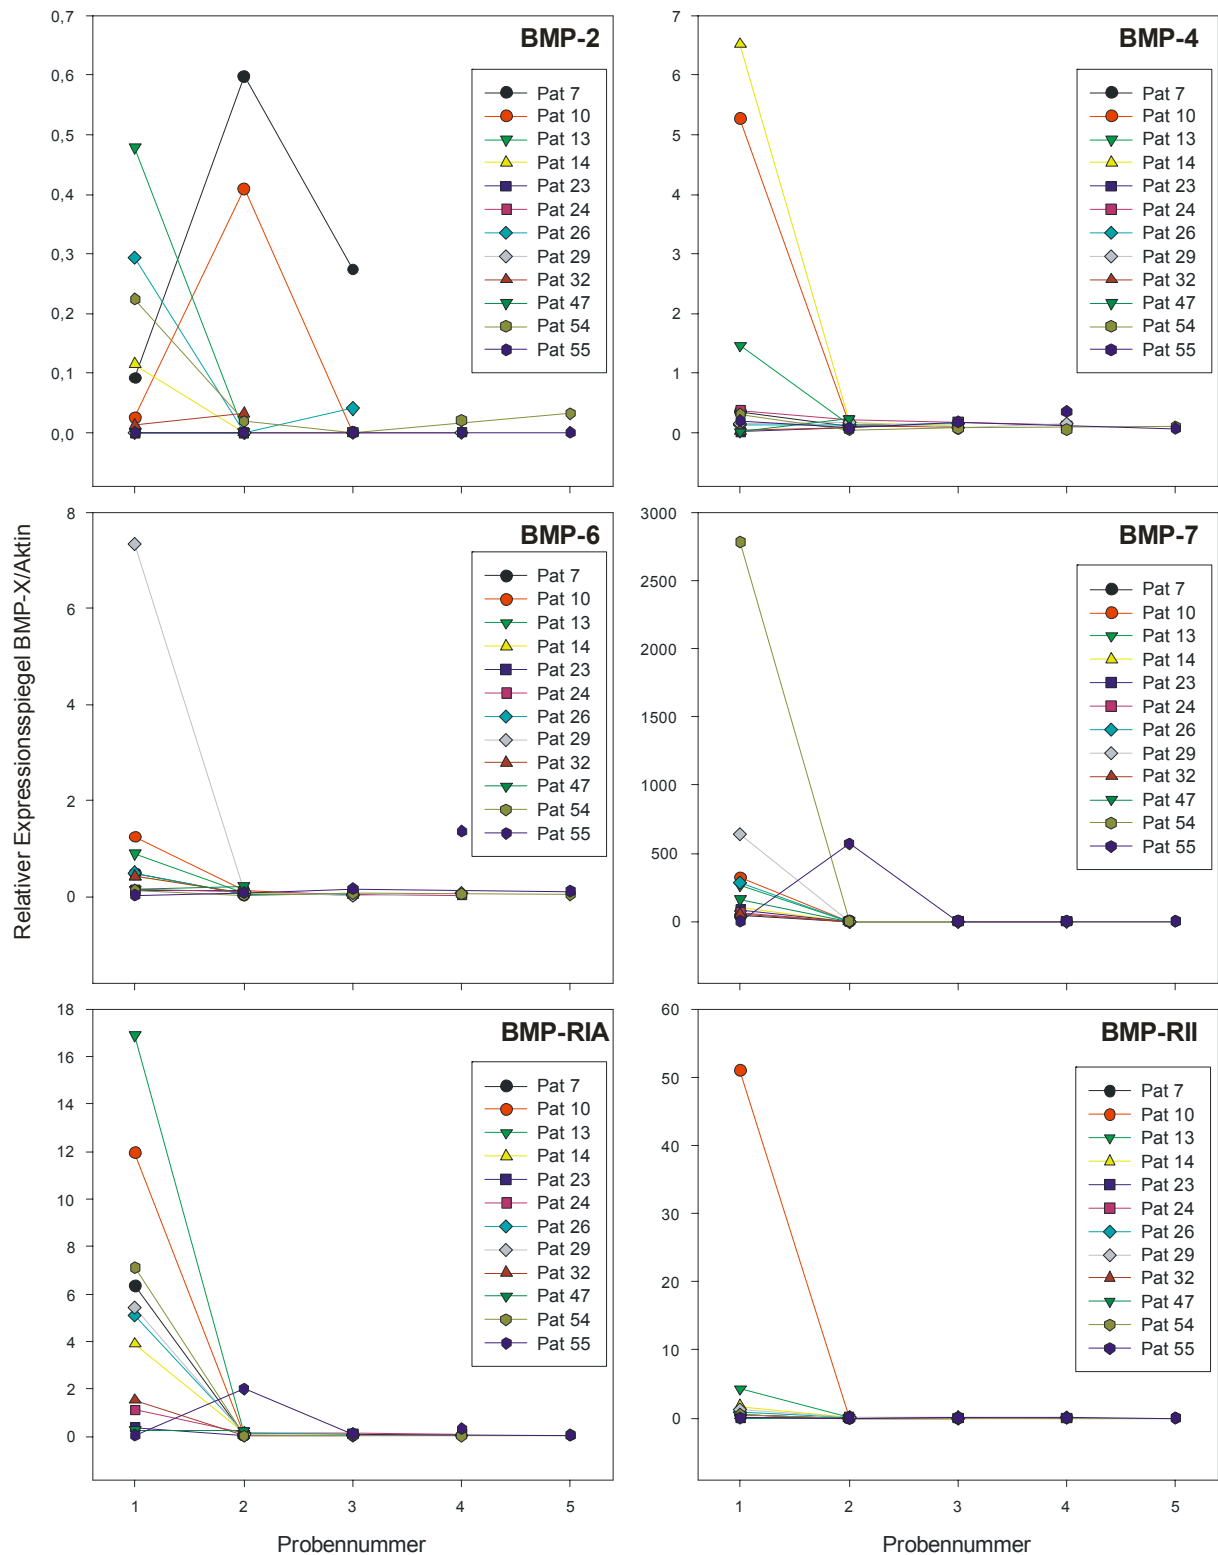 BMP-2
0,7
0,6
0,5
0,4
0,3
0,2
0,1
0,0
Pat 7
Pat 10
Pat 13
Pat 14
Pat 23
Pat 24
Pat 26
Pat 29
Pat 32
Pat 47
Pat 54
Pat 55
BMP-4
7
6
5
4
3
2
1
0
Pat 7
Pat 10
Pat 13
Pat 14
Pat 23
Pat 24
Pat 26
Pat 29
Pat 32
Pat 47
Pat 54
Pat 55
Relativer Expressionsspiegel BMP-X/Aktin
BMP-6
8
6
4
2
0
Pat 7
Pat 10
Pat 13
Pat 14
Pat 23
Pat 24
Pat 26
Pat 29
Pat 32
Pat 47
Pat 54
Pat 55
BMP-7
3000
2500
2000
1500
1000
500
0
Pat 7
Pat 10
Pat 13
Pat 14
Pat 23
Pat 24
Pat 26
Pat 29
Pat 32
Pat 47
Pat 54
Pat 55
BMP-RIA
18
16
14
12
10
8
6
4
2
0
Pat 7
Pat 10
Pat 13
Pat 14
Pat 23
Pat 24
Pat 26
Pat 29
Pat 32
Pat 47
Pat 54
Pat 55
1 2 3 4 5
Probennummer
BMP-RII
60
50
40
30
20
10
0
Pat 7
Pat 10
Pat 13
Pat 14
Pat 23
Pat 24
Pat 26
Pat 29
Pat 32
Pat 47
Pat 54
Pat 55
1 2 3 4 5
Probennummer